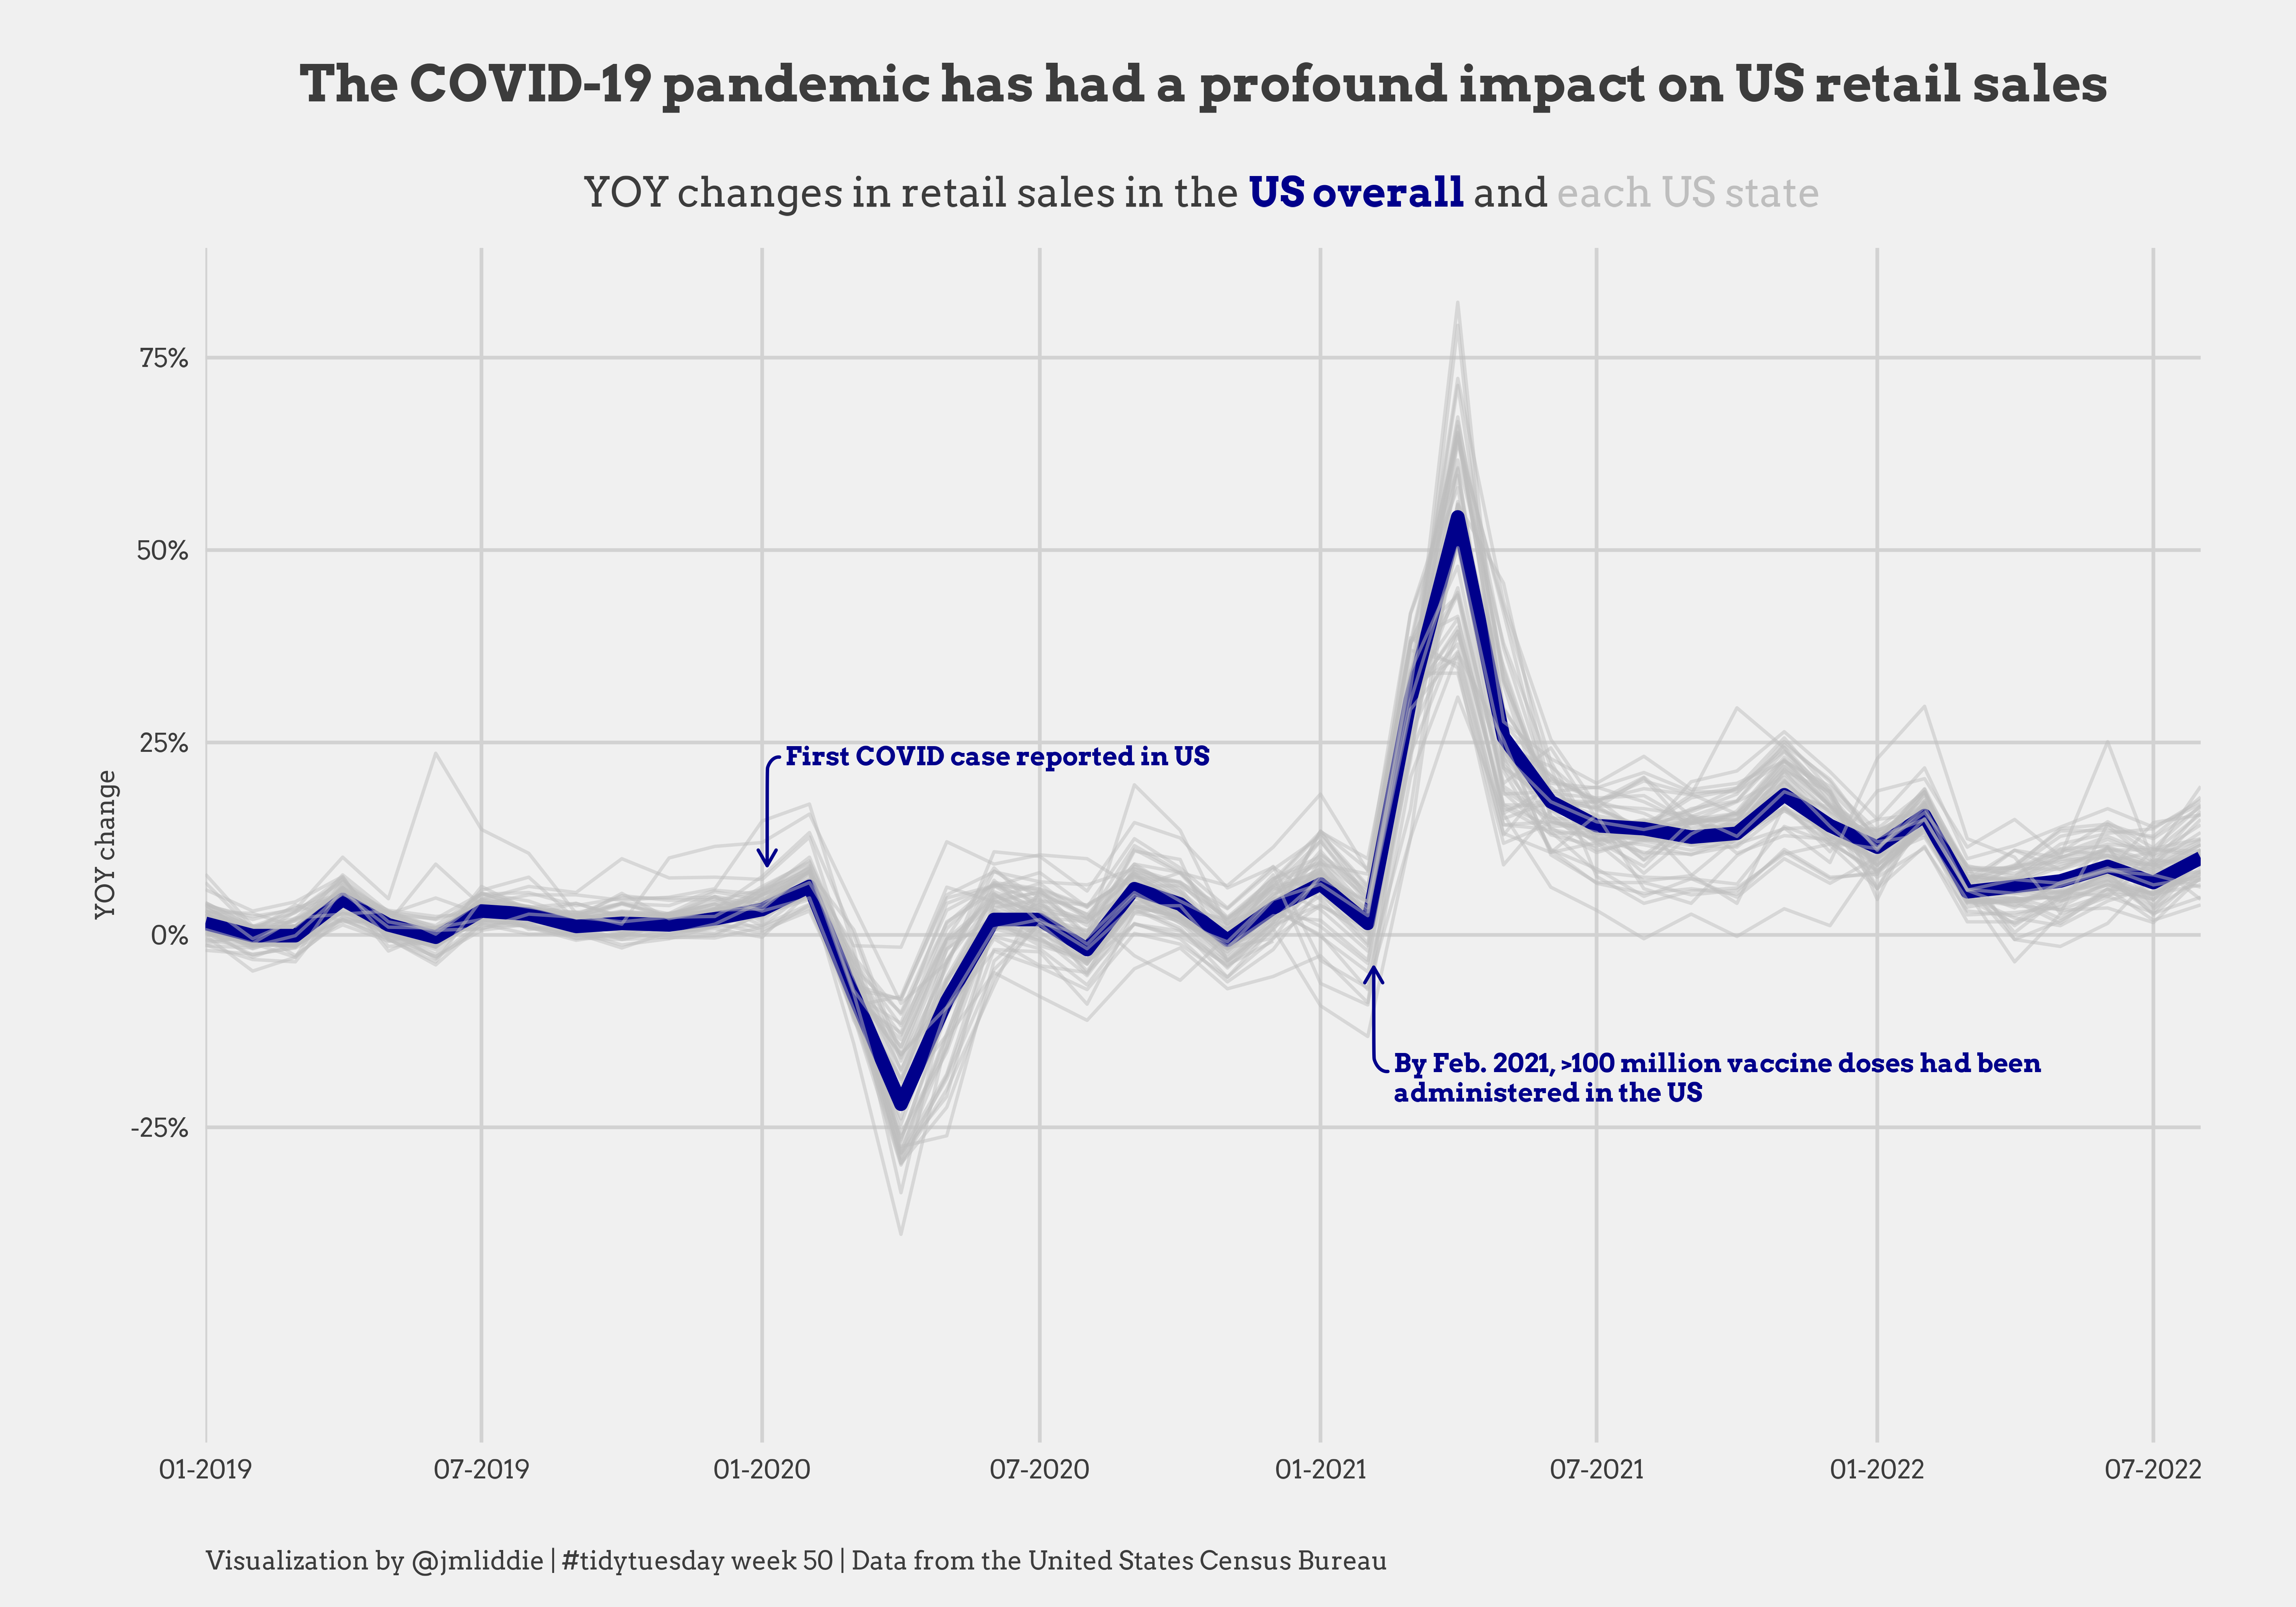 The COVID-19 pandemic has had a profound impact on US retail sales
YOY changes in retail sales in the US overall and each US state
75%
50%
25%
0%
-25%
YOY change
First COVID case reported in US
By Feb. 2021, >100 million vaccine doses had been
administered in the US
01-2019
07-2019
01-2020
07-2020
01-2021
07-2021
01-2022
07-2022
Visualization by @jmliddie | #tidytuesday week 50 | Data from the United States Census Bureau